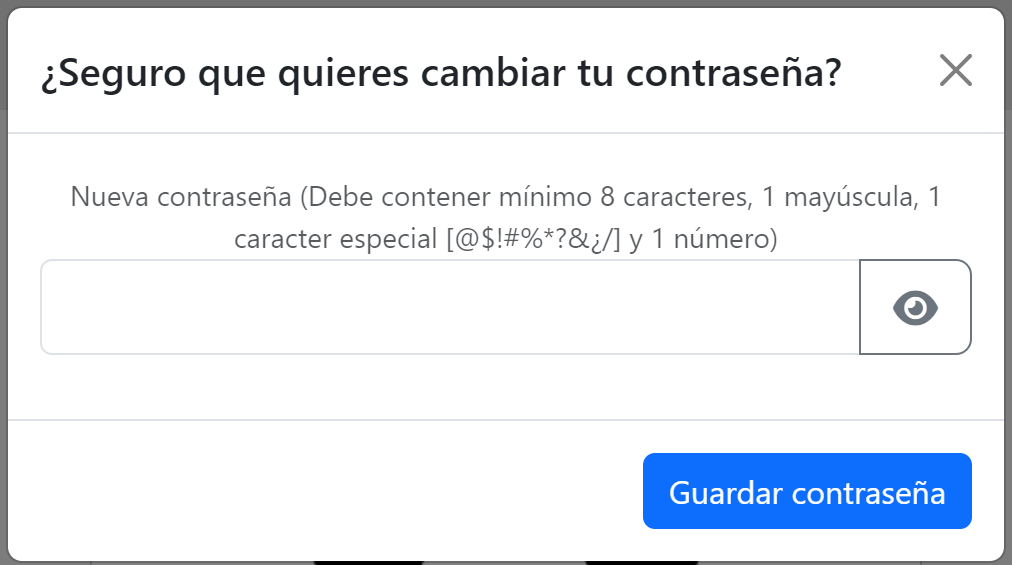 ¿Seguro que quieres cambiar tu contraseña?
Nueva contraseña (Debe contener mínimo 8 caracteres, 1 mayúscula, 1
caracter especial [@$!#%*?&¿/] y 1 número)
Guardar contraseña